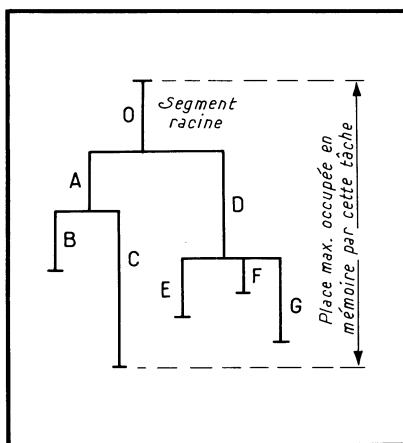 O
Segment
racine
A
D
B
C
E
F
G
Place max. occupée en
mémoire par cette tâche